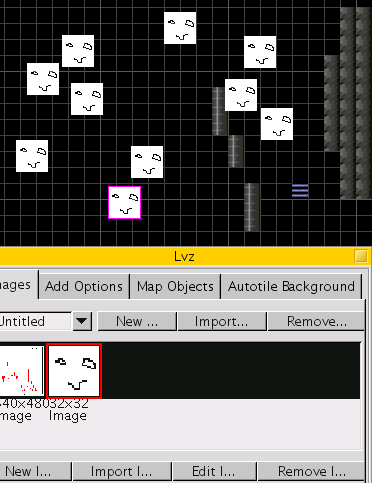 Lvz
ages Add Options Map Objects Autotile Background
Untitled New ... Import... Remove...
40x480 32x32
mage Image
New I... Import I... Edit I... Remove I...